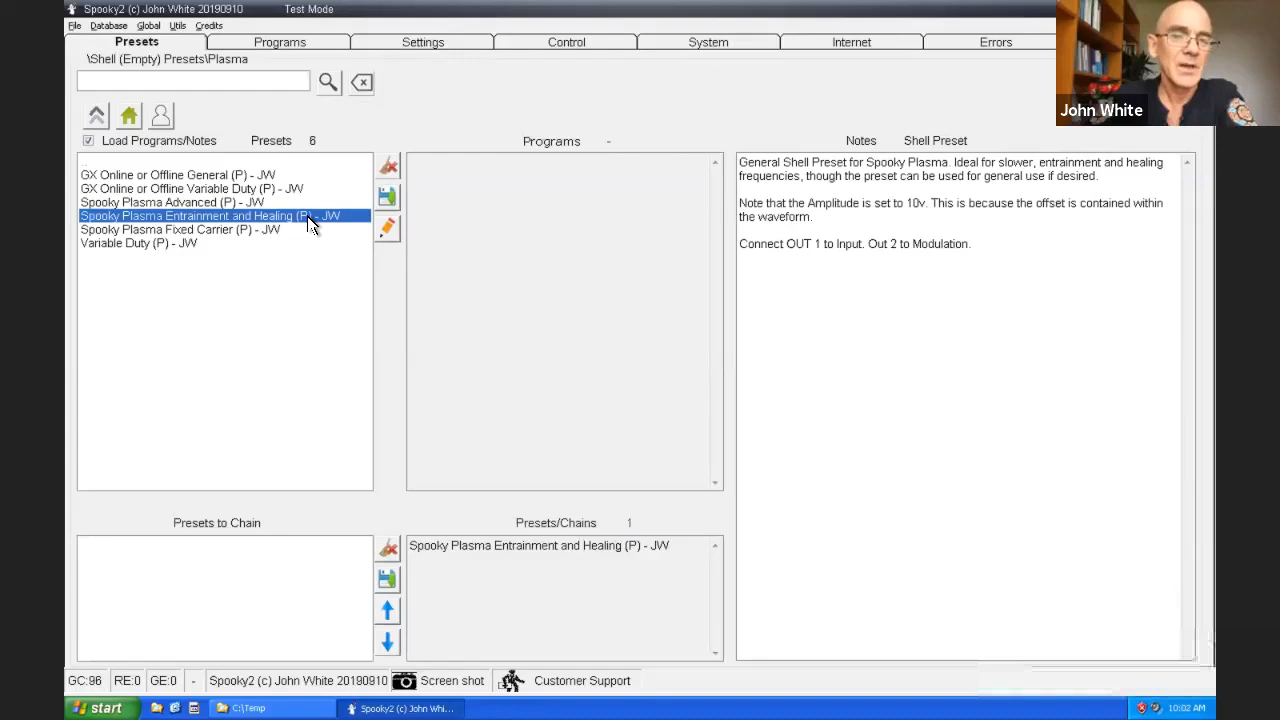 Spooky2 (c) John White 20190910 Test Mode
File Database Global Utils Credits
Presets Programs Settings Control System Internet Errors
\Shell (Empty) Presets\Plasma
John White
Load Programs/Notes Presets 6 Programs - Notes Shell Preset
..
GX Online or Offline General (P) - JW
GX Online or Offline Variable Duty (P) - JW
Spooky Plasma Advanced (P) - JW
Spooky Plasma Entrainment and Healing (P) - JW
Spooky Plasma Fixed Carrier (P) - JW
Variable Duty (P) - JW
General Shell Preset for Spooky Plasma. Ideal for slower, entrainment and healing
frequencies, though the preset can be used for general use if desired.
Note that the Amplitude is set to 10v. This is because the offset is contained within
the waveform.
Connect OUT 1 to Input. Out 2 to Modulation.
Presets to Chain Presets/Chains 1
Spooky Plasma Entrainment and Healing (P) - JW
GC:96 RE:0 GE:0 - Spooky2 (c) John White 20190910 Screen shot Customer Support
start C:\Temp Spooky2 (c) John Whi... 10:02 AM